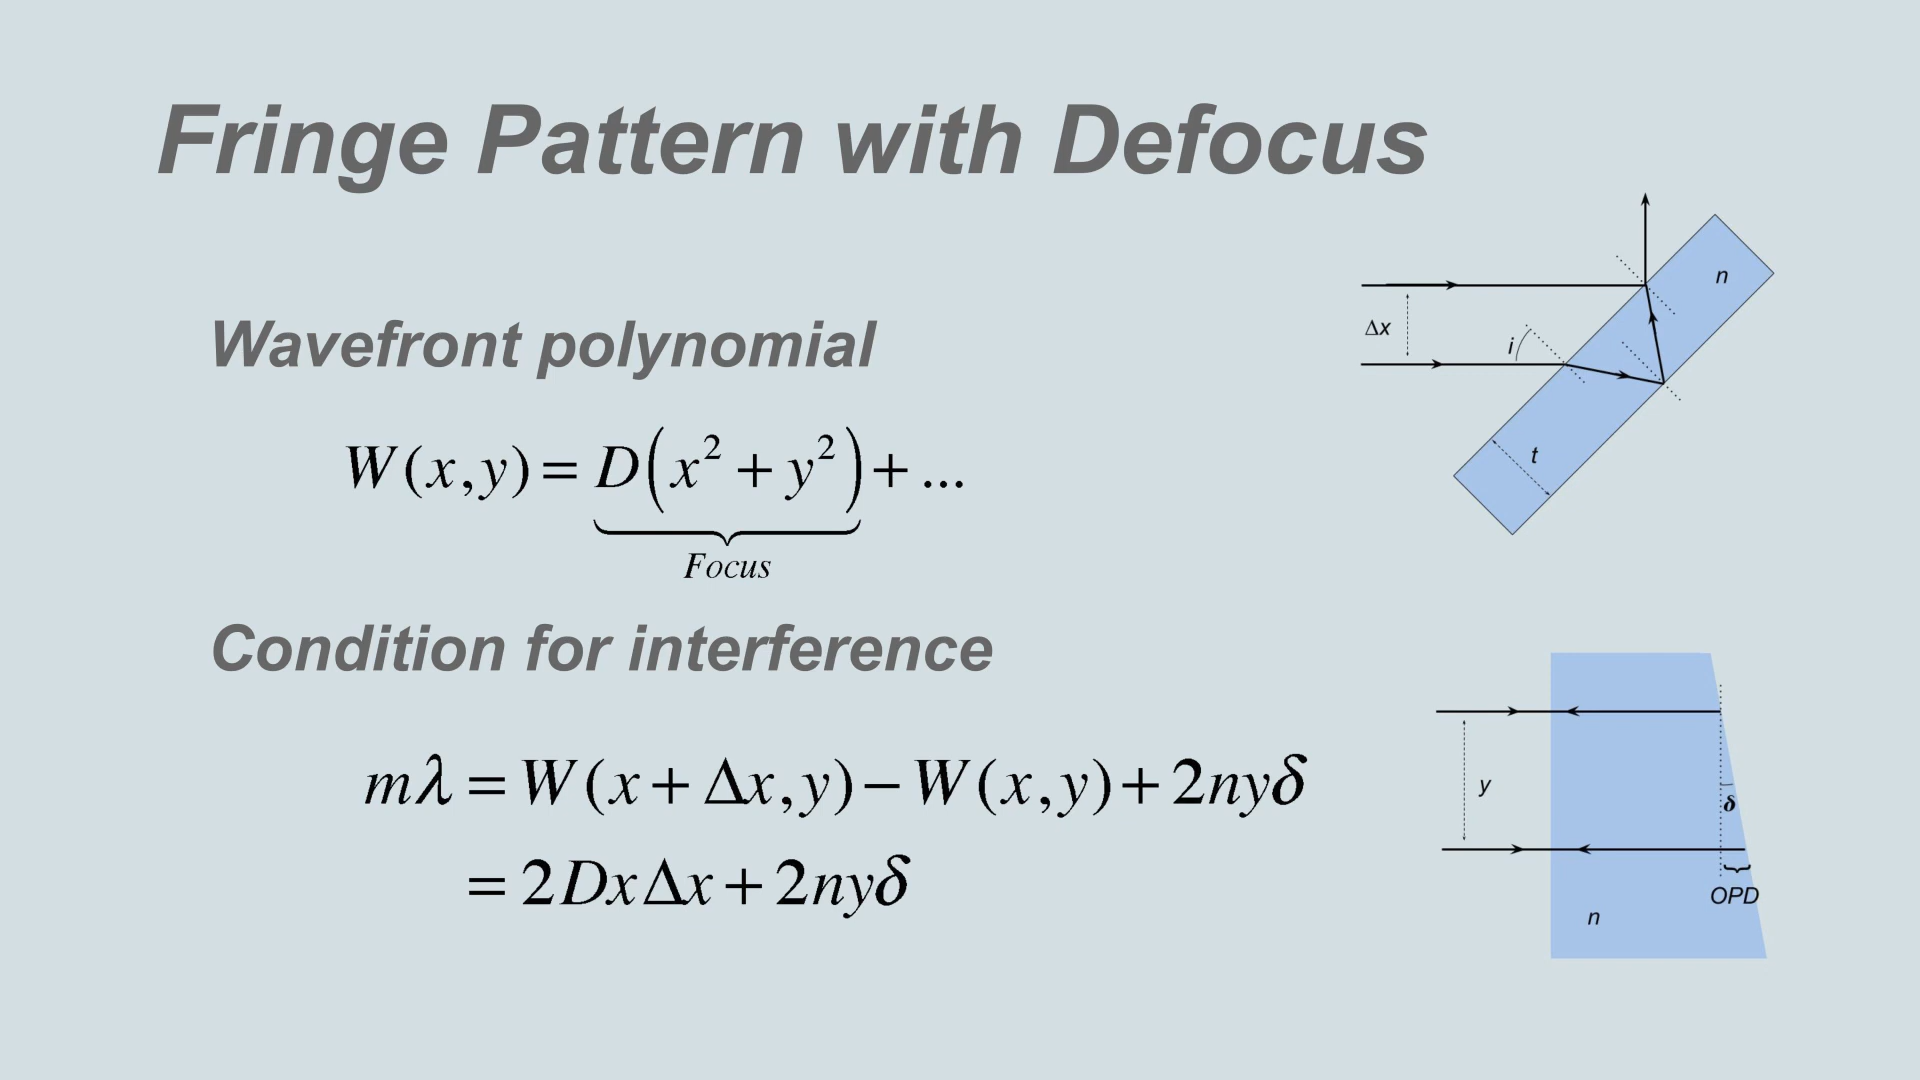 Fringe Pattern with Defocus
Wavefront polynomial
W(x,y) = D(x² + y²) + ...
Focus
Condition for interference
mλ = W(x + Δx,y) − W(x,y) + 2nyδ
= 2DxΔx + 2nyδ
n
Δx
i
t
y
δ
OPD
n